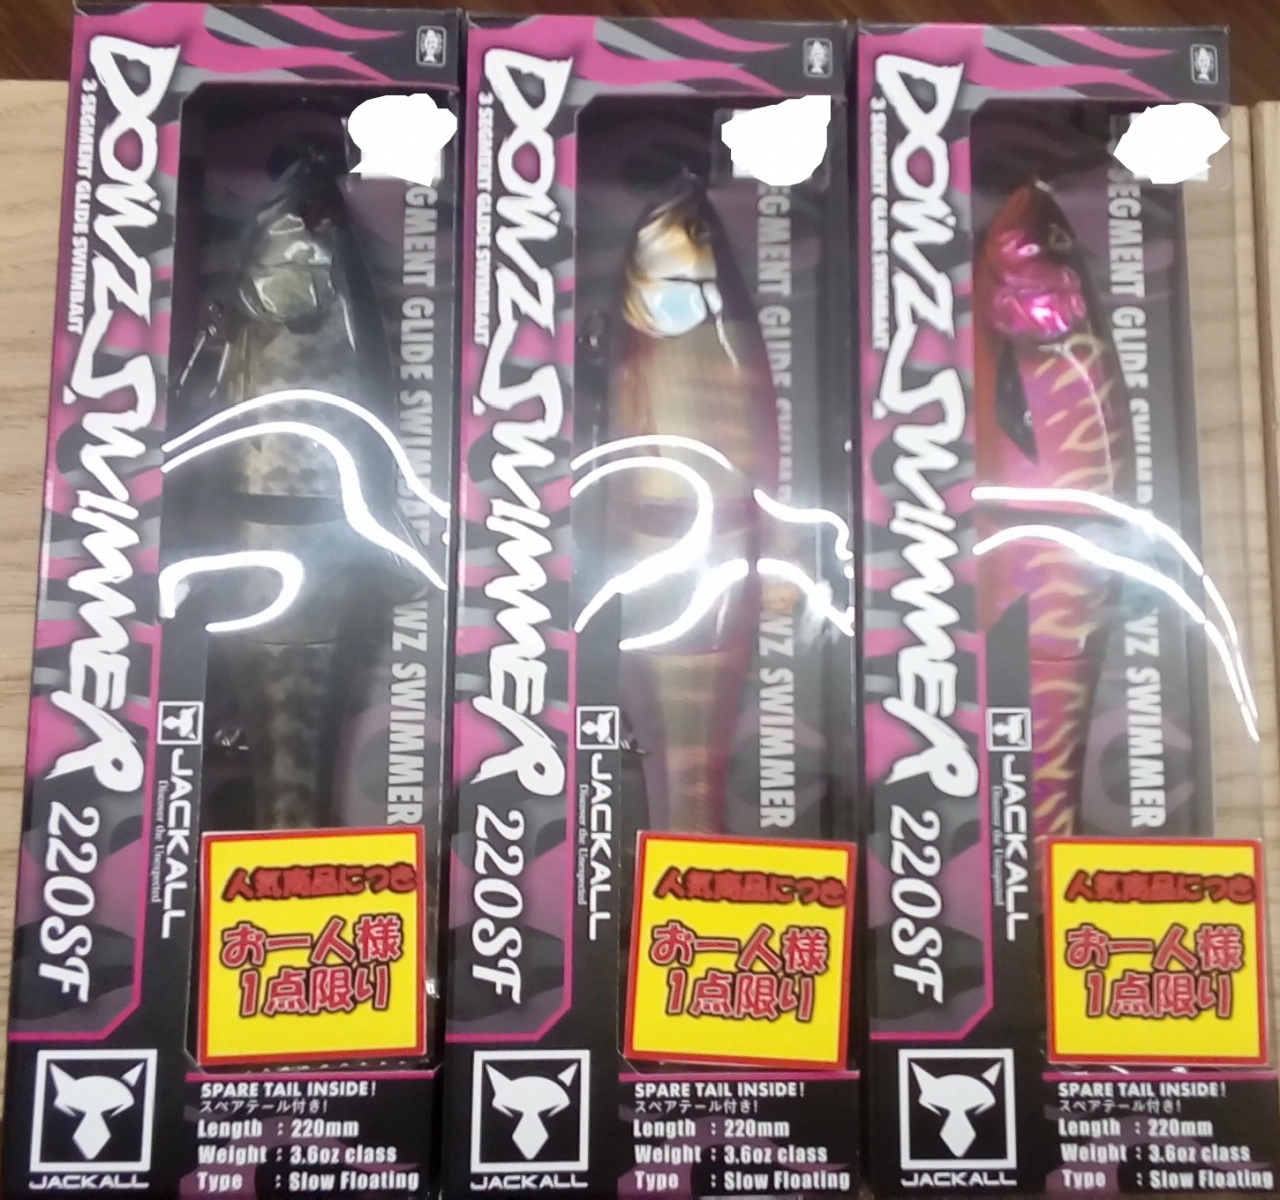 DOWZ SWIMMER 220SF
3 SEGMENT GLIDE SWIMBAIT
EGMENT GLIDE SWIMBAIT
WZ SWIMMER
JACKALL
Discover the Unexpected
人気商品につき
お一人様
1点限り
JACKALL
SPARE TAIL INSIDE!
スペアテール付き!
Length : 220mm
Weight : 3.6oz class
Type : Slow Floating
DOWZ SWIMMER 220SF
3 SEGMENT GLIDE SWIMBAIT
EGMENT GLIDE
WZ SWIMMER
JACKALL
Discover the Unexpected
人気商品につき
お一人様
1点限り
JACKALL
SPARE TAIL INSIDE!
スペアテール付き!
Length : 220mm
Weight : 3.6oz class
Type : Slow Floating
DOWZ SWIMMER 220SF
3 SEGMENT GLIDE SWIMBAIT
SEGMENT GLIDE
WZ SWIMMER
JACKALL
Discover the Unexpected
人気商品につき
お一人様
1点限り
JACKALL
SPARE TAIL INSIDE!
スペアテール付き!
Length : 220mm
Weight : 3.6oz class
Type : Slow Floating